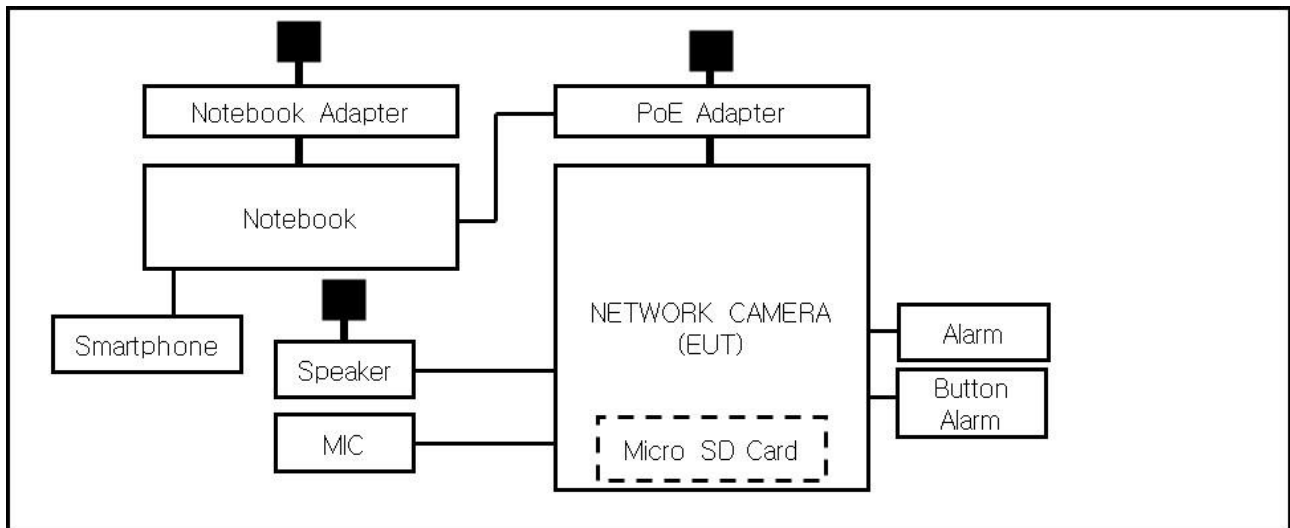 Notebook Adapter
PoE Adapter
Notebook
NETWORK CAMERA
(EUT)
Smartphone
Speaker
MIC
Alarm
Button
Alarm
Micro SD Card